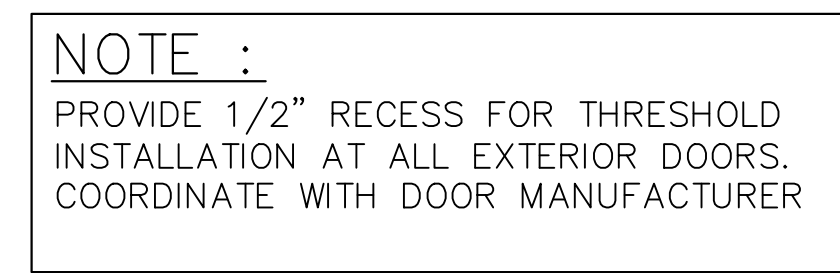 NOTE :
PROVIDE 1/2” RECESS FOR THRESHOLD
INSTALLATION AT ALL EXTERIOR DOORS.
COORDINATE WITH DOOR MANUFACTURER